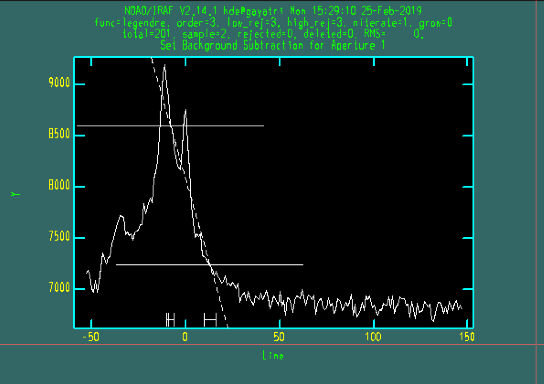 NOAO/IRAF V2.14.1 hdo@gayatri Mon 15:29:10 25-Feb-2019
func=legendre, order=3, low_rej=3, high_rej=3, niterate=1, grow=0
total=201, sample=2, rejected=0, deleted=0, RMS= 0.
Set Background Subtraction for Aperture 1
9000
8500
8000
7500
7000
Y
-50 0 50 100 150
Line